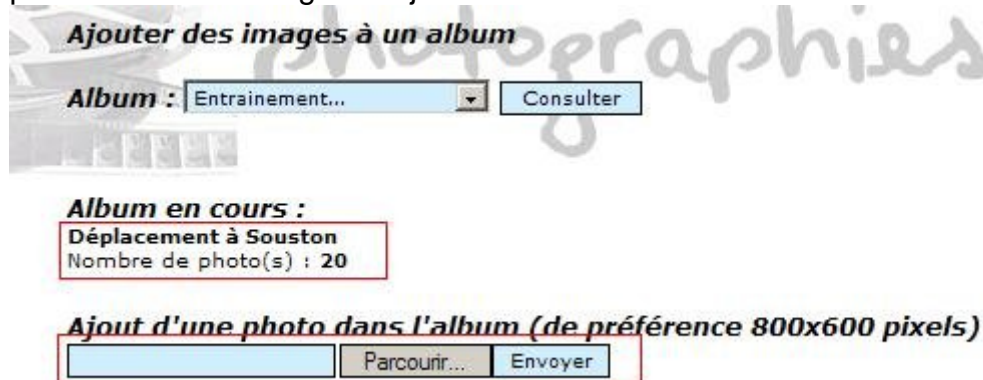 Ajouter des images à un album
photographies
Album : Entrainement... Consulter
Album en cours :
Déplacement à Souston
Nombre de photo(s) : 20
Ajout d'une photo dans l'album (de préférence 800x600 pixels)
Parcourir... Envoyer